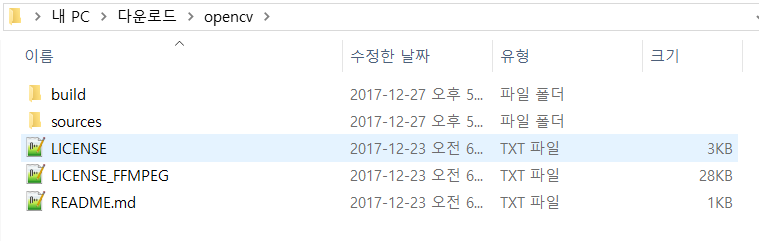 내 PC > 다운로드 > opencv >
이름 수정한 날짜 유형 크기
build 2017-12-27 오후 5... 파일 폴더
sources 2017-12-27 오후 5... 파일 폴더
LICENSE 2017-12-23 오전 6... TXT 파일 3KB
LICENSE_FFMPEG 2017-12-23 오전 6... TXT 파일 28KB
README.md 2017-12-23 오전 6... TXT 파일 1KB